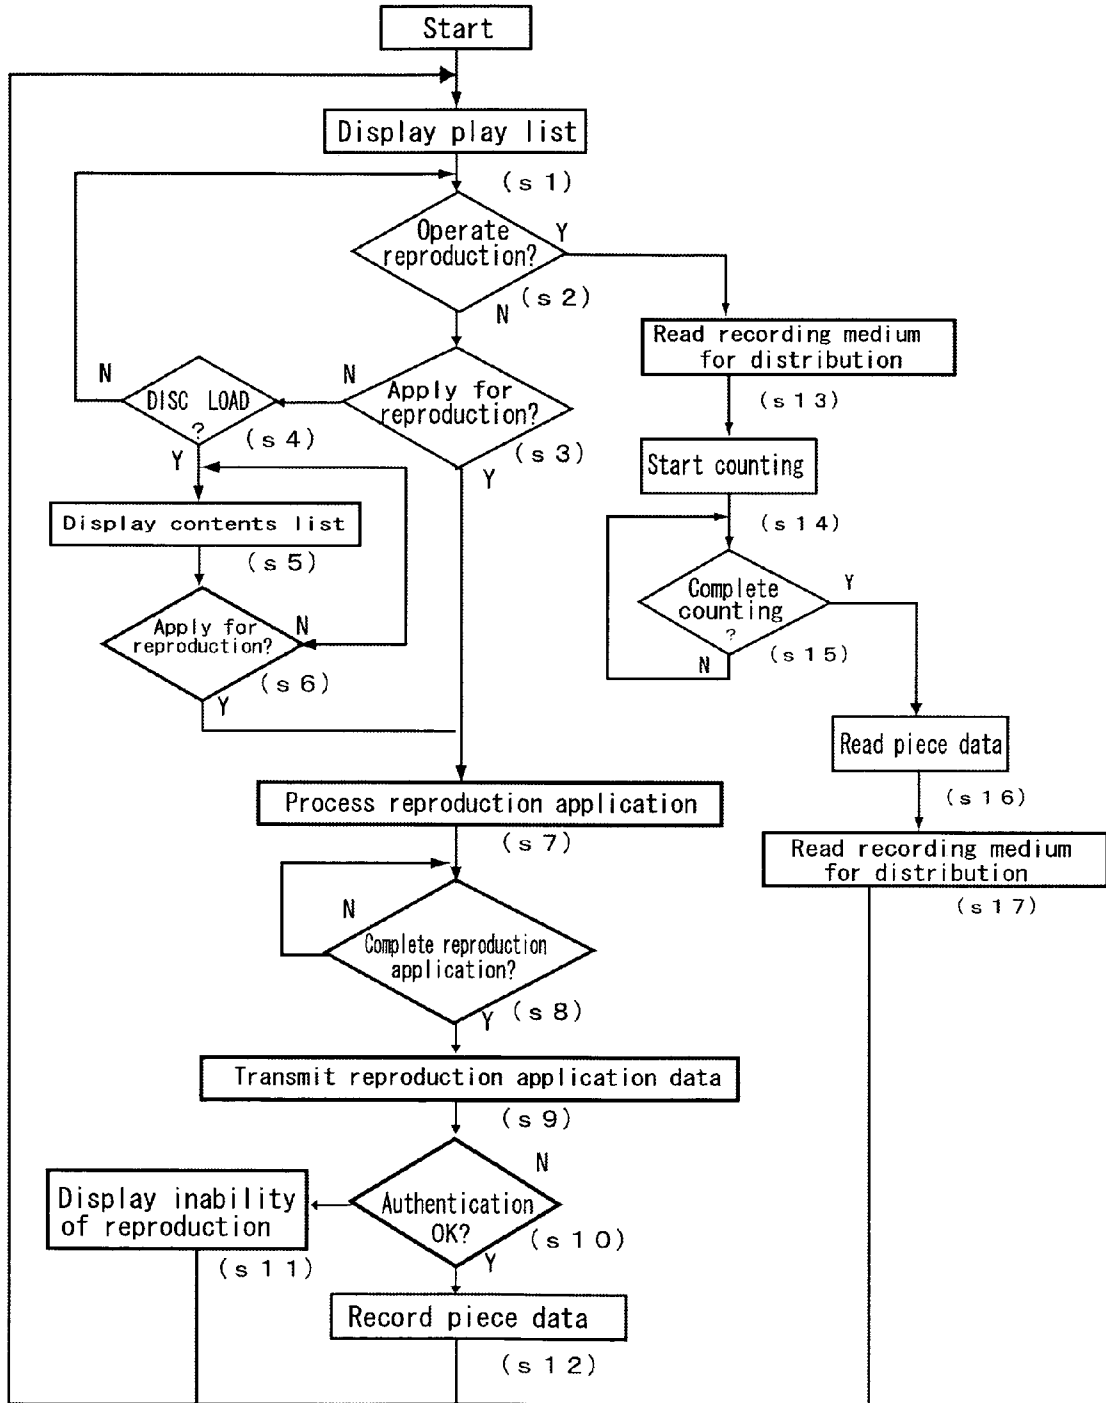 Start
Display play list
(s1)
Operate
reproduction?
Y
(s2)
N
Read recording medium
for distribution
(s13)
N
DISC LOAD
?
(s4)
Y
N
Apply for
reproduction?
(s3)
Y
Start counting
(s14)
Display contents list
(s5)
Complete
counting
?
Y
(s15)
N
Apply for
reproduction?
N
(s6)
Y
Read piece data
(s16)
Process reproduction application
(s7)
Read recording medium
for distribution
(s17)
N
Complete reproduction
application?
(s8)
Y
Transmit reproduction application data
(s9)
N
Authentication
OK?
(s10)
Y
Display inability
of reproduction
(s11)
Record piece data
(s12)